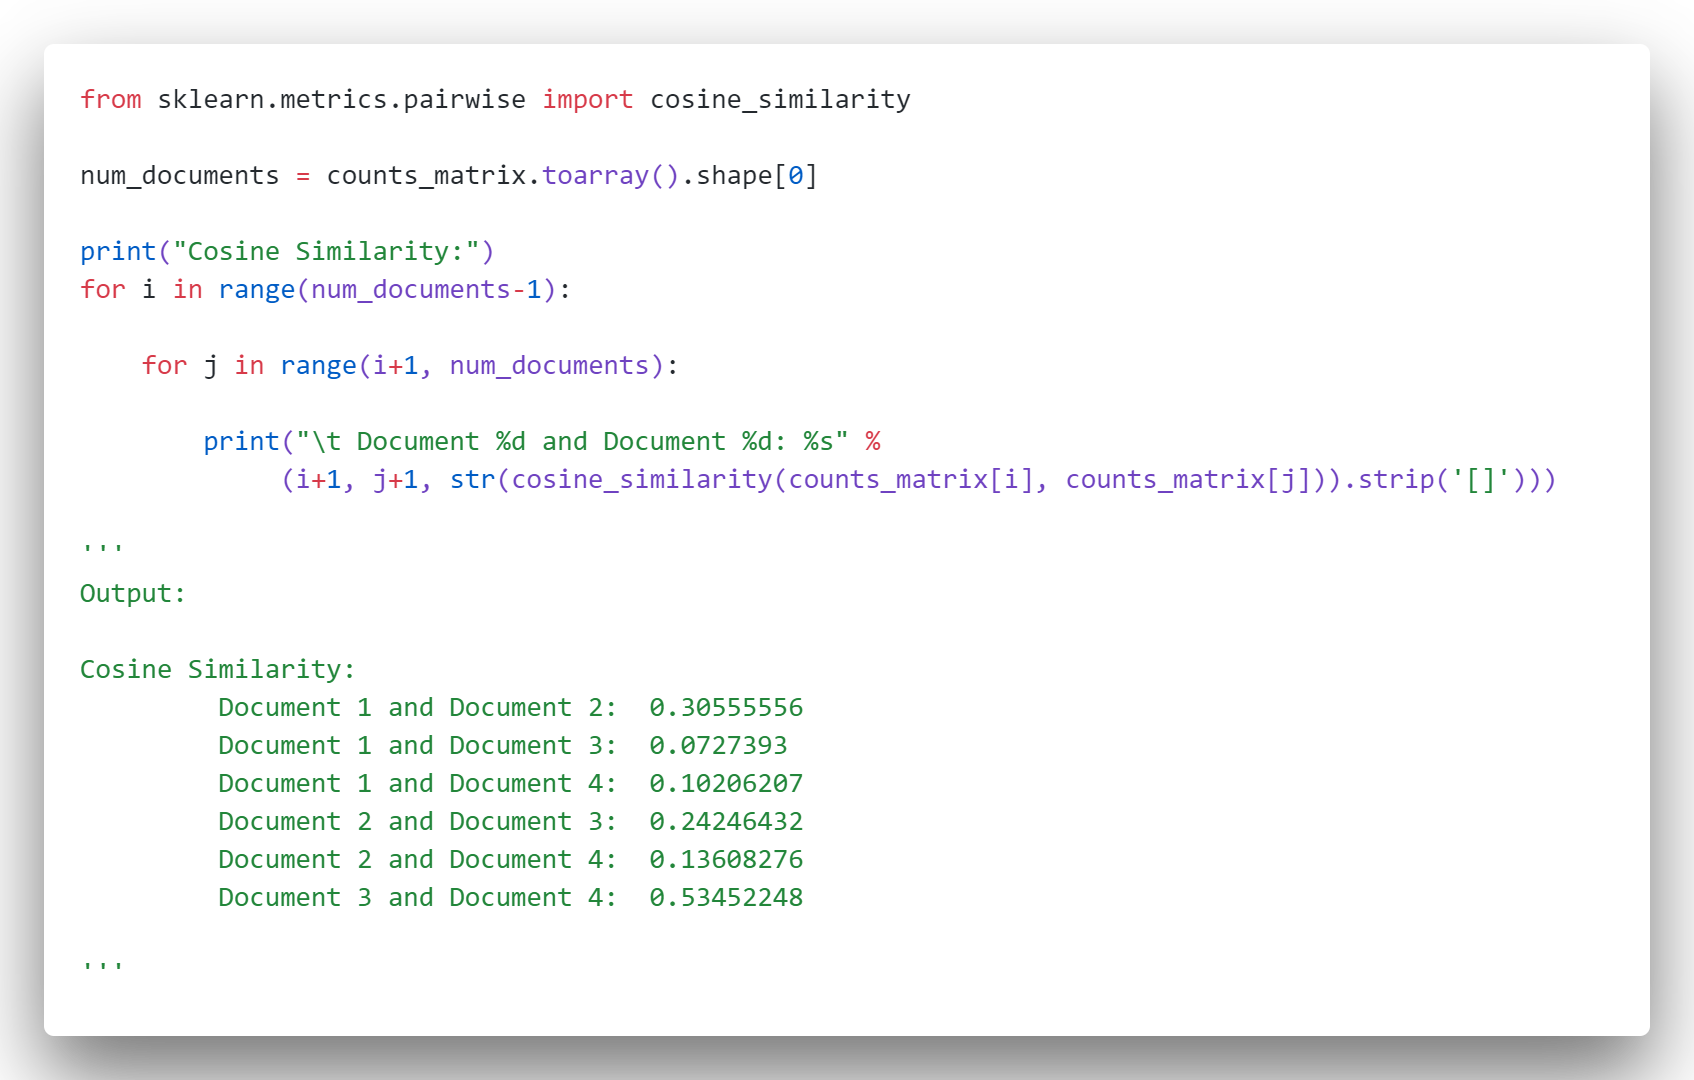 from sklearn.metrics.pairwise import cosine_similarity

num_documents = counts_matrix.toarray().shape[0]

print("Cosine Similarity:")
for i in range(num_documents-1):

    for j in range(i+1, num_documents):

        print("\t Document %d and Document %d: %s" %
             (i+1, j+1, str(cosine_similarity(counts_matrix[i], counts_matrix[j])).strip('[]')))

'''
Output:

Cosine Similarity:
         Document 1 and Document 2:  0.30555556
         Document 1 and Document 3:  0.0727393
         Document 1 and Document 4:  0.10206207
         Document 2 and Document 3:  0.24246432
         Document 2 and Document 4:  0.13608276
         Document 3 and Document 4:  0.53452248

'''